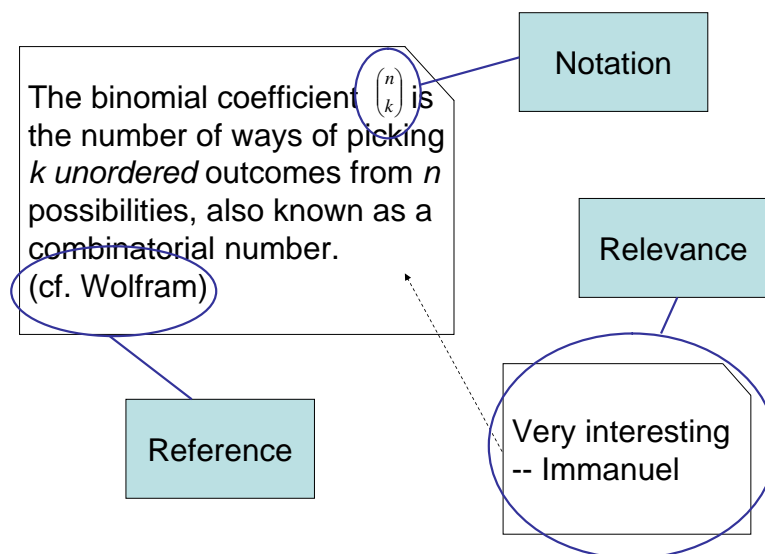 Notation
The binomial coefficient (n k) is
the number of ways of picking
k unordered outcomes from n
possibilities, also known as a
combinatorial number.
(cf. Wolfram)
Relevance
Reference
Very interesting
-- Immanuel